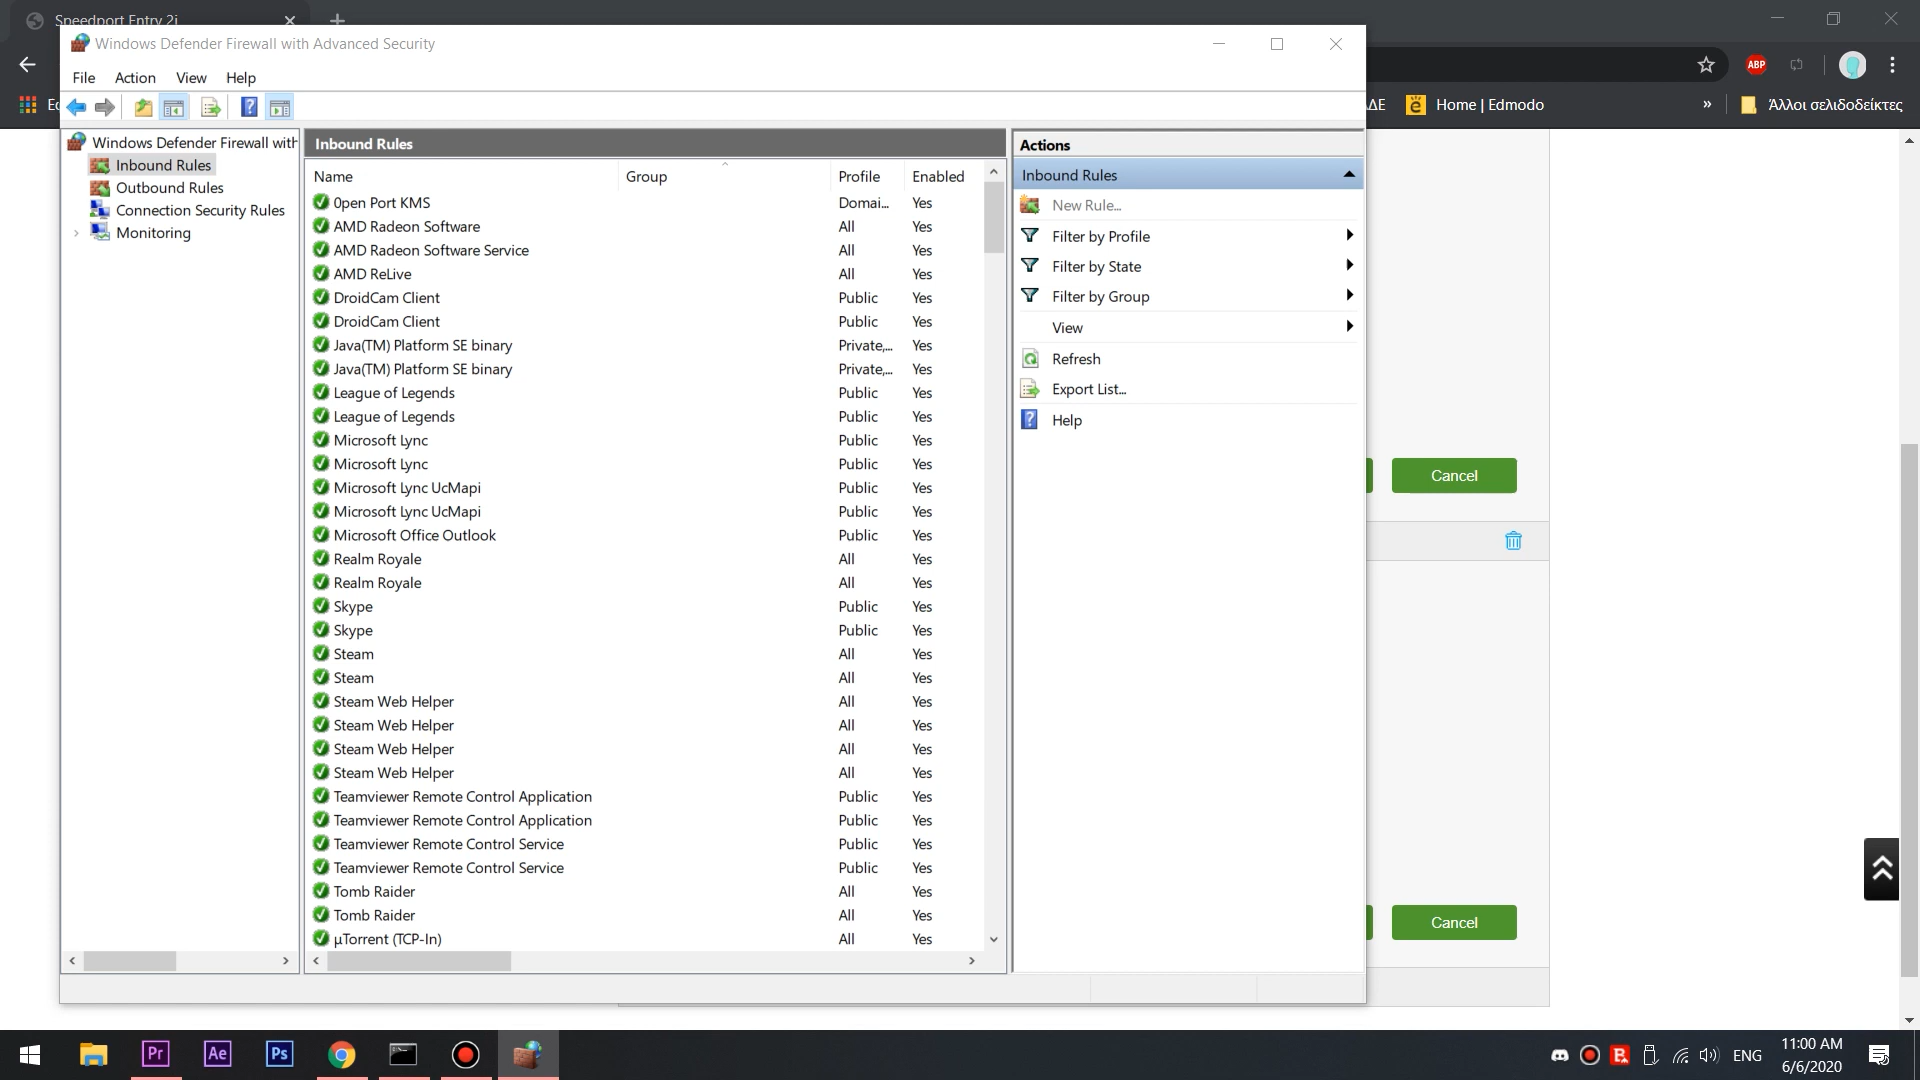 Speedport Entry 2i
Windows Defender Firewall with Advanced Security
File Action View Help
ABP
Home | Edmodo
»
Άλλοι σελιδοδείκτες
Windows Defender Firewall with
Inbound Rules
Outbound Rules
Connection Security Rules
Monitoring
Inbound Rules
Name Group Profile Enabled
0pen Port KMS Domai... Yes
AMD Radeon Software All Yes
AMD Radeon Software Service All Yes
AMD ReLive All Yes
DroidCam Client Public Yes
DroidCam Client Public Yes
Java(TM) Platform SE binary Private,... Yes
Java(TM) Platform SE binary Private,... Yes
League of Legends Public Yes
League of Legends Public Yes
Microsoft Lync Public Yes
Microsoft Lync Public Yes
Microsoft Lync UcMapi Public Yes
Microsoft Lync UcMapi Public Yes
Microsoft Office Outlook Public Yes
Realm Royale All Yes
Realm Royale All Yes
Skype Public Yes
Skype Public Yes
Steam All Yes
Steam All Yes
Steam Web Helper All Yes
Steam Web Helper All Yes
Steam Web Helper All Yes
Steam Web Helper All Yes
Teamviewer Remote Control Application Public Yes
Teamviewer Remote Control Application Public Yes
Teamviewer Remote Control Service Public Yes
Teamviewer Remote Control Service Public Yes
Tomb Raider All Yes
Tomb Raider All Yes
µTorrent (TCP-In) All Yes
Actions
Inbound Rules
New Rule...
Filter by Profile
Filter by State
Filter by Group
View
Refresh
Export List...
Help
Cancel
Cancel
Pr Ae Ps
ENG
11:00 AM
6/6/2020